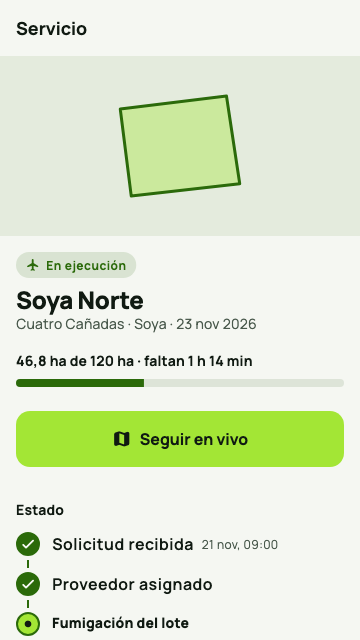 Servicio
En ejecución
Soya Norte
Cuatro Cañadas · Soya · 23 nov 2026
46,8 ha de 120 ha · faltan 1 h 14 min
Seguir en vivo
Estado
Solicitud recibida 21 nov, 09:00
Proveedor asignado
Fumigación del lote